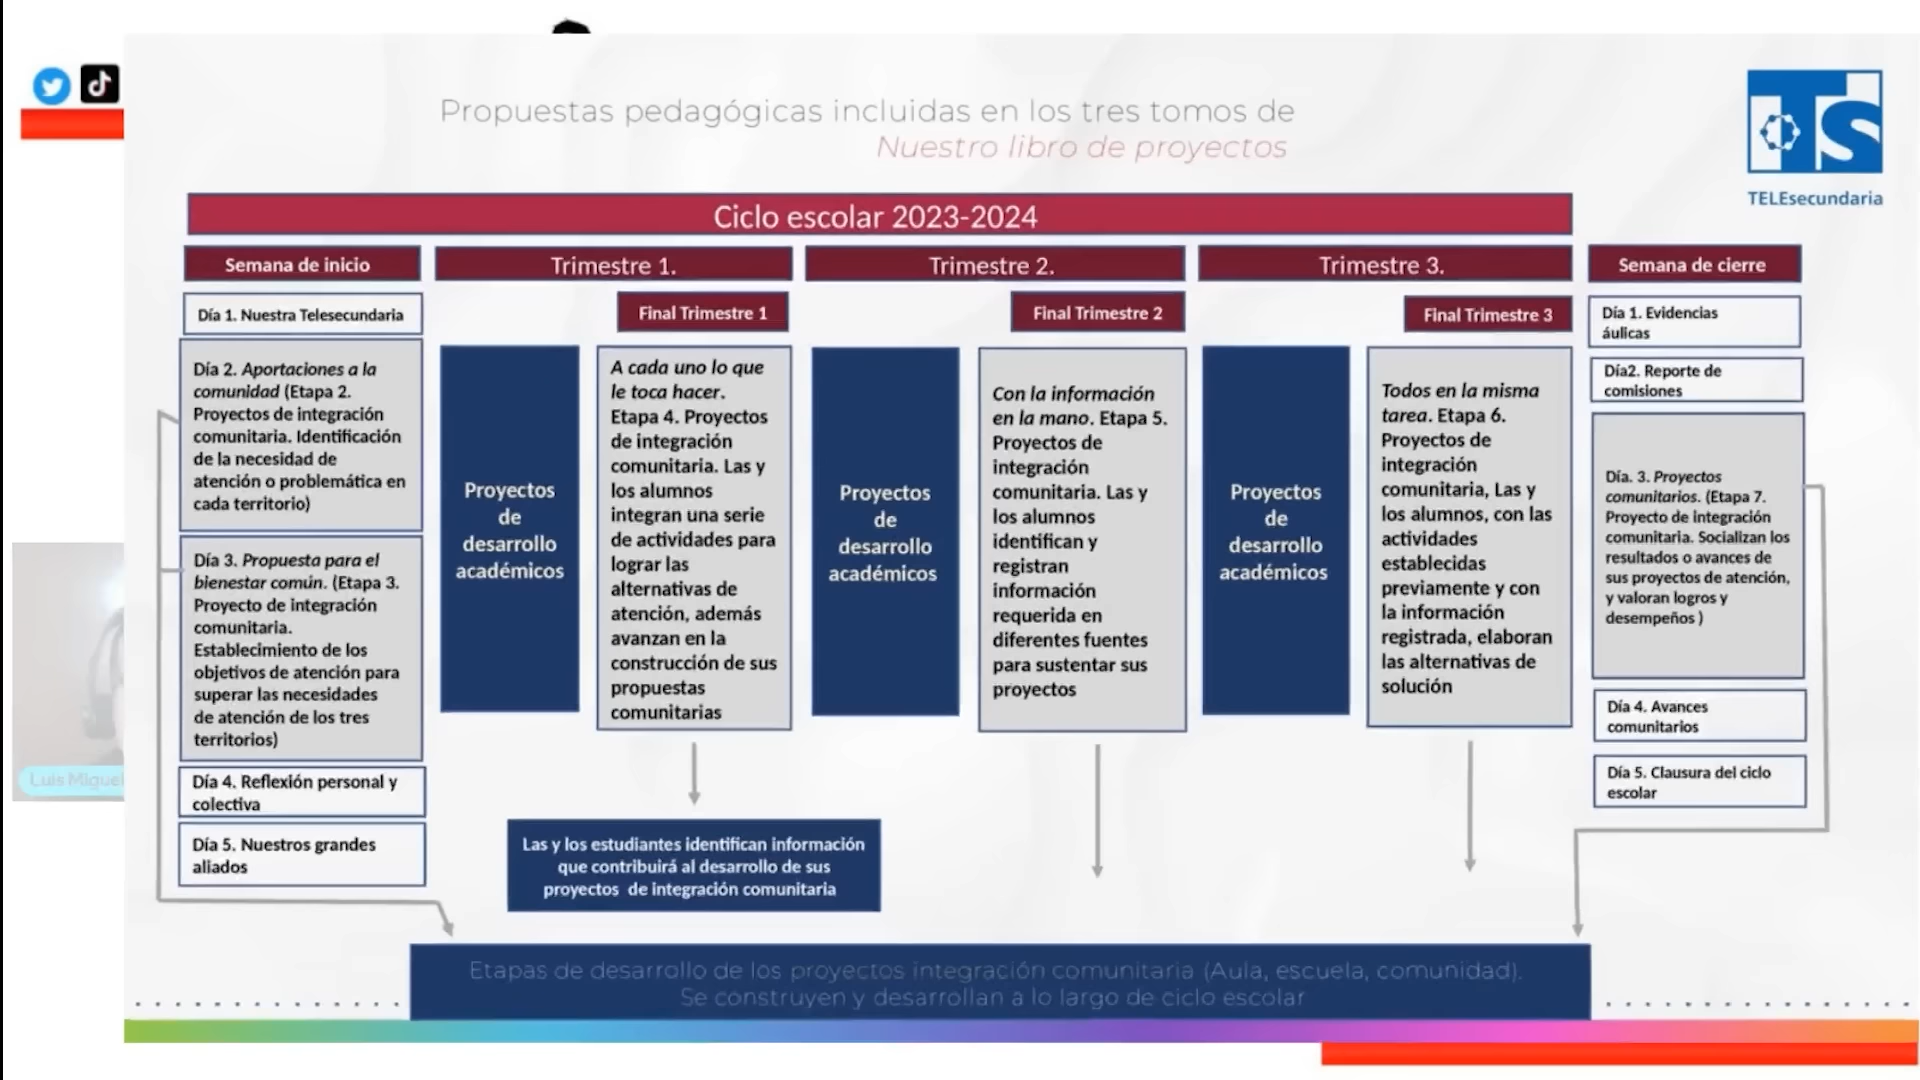 Propuestas pedagógicas incluidas en los tres tomos de
Nuestro libro de proyectos
TS
TELEsecundaria
Ciclo escolar 2023-2024
Semana de inicio
Día 1. Nuestra Telesecundaria
Día 2. Aportaciones a la
comunidad (Etapa 2.
Proyectos de integración
comunitaria. Identificación
de la necesidad de
atención o problemática en
cada territorio)
Día 3. Propuesta para el
bienestar común. (Etapa 3.
Proyecto de integración
comunitaria.
Establecimiento de los
objetivos de atención para
superar las necesidades
de atención de los tres
territorios)
Día 4. Reflexión personal y
colectiva
Día 5. Nuestros grandes
aliados
Trimestre 1.
Final Trimestre 1
Proyectos
de
desarrollo
académicos
A cada uno lo que
le toca hacer.
Etapa 4. Proyectos
de integración
comunitaria. Las y
los alumnos
integran una serie
de actividades para
lograr las
alternativas de
atención, además
avanzan en la
construcción de sus
propuestas
comunitarias
Las y los estudiantes identifican información
que contribuirá al desarrollo de sus
proyectos de integración comunitaria
Trimestre 2.
Final Trimestre 2
Proyectos
de
desarrollo
académicos
Con la información
en la mano. Etapa 5.
Proyectos de
integración
comunitaria. Las y
los alumnos
identifican y
registran
información
requerida en
diferentes fuentes
para sustentar sus
proyectos
Trimestre 3.
Final Trimestre 3
Proyectos
de
desarrollo
académicos
Todos en la misma
tarea. Etapa 6.
Proyectos de
integración
comunitaria, Las y
los alumnos, con las
actividades
establecidas
previamente y con
la información
registrada, elaboran
las alternativas de
solución
Semana de cierre
Día 1. Evidencias
áulicas
Día2. Reporte de
comisiones
Día. 3. Proyectos
comunitarios. (Etapa 7.
Proyecto de integración
comunitaria. Socializan los
resultados o avances de
sus proyectos de atención,
y valoran logros y
desempeños )
Día 4. Avances
comunitarios
Día 5. Clausura del ciclo
escolar
Etapas de desarrollo de los proyectos integración comunitaria (Aula, escuela, comunidad).
Se construyen y desarrollan a lo largo de ciclo escolar
Luis Miguel